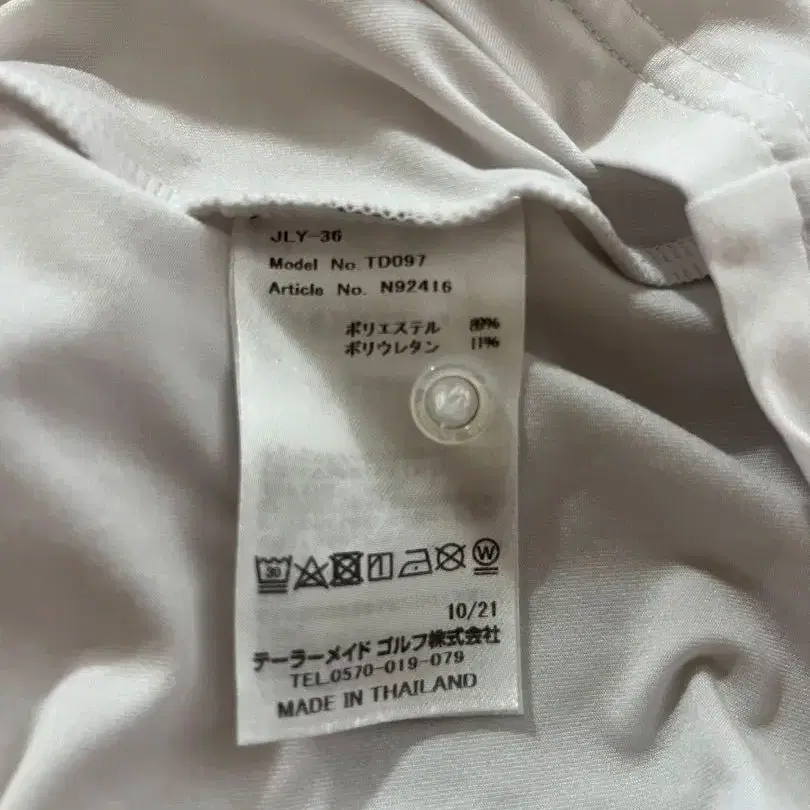 JLY-36
Model No. TD097
Article No. N92416
ポリエステル 89%
ポリウレタン 11%
30
W
10/21
テーラーメイド ゴルフ株式会社
TEL.0570-019-079
MADE IN THAILAND